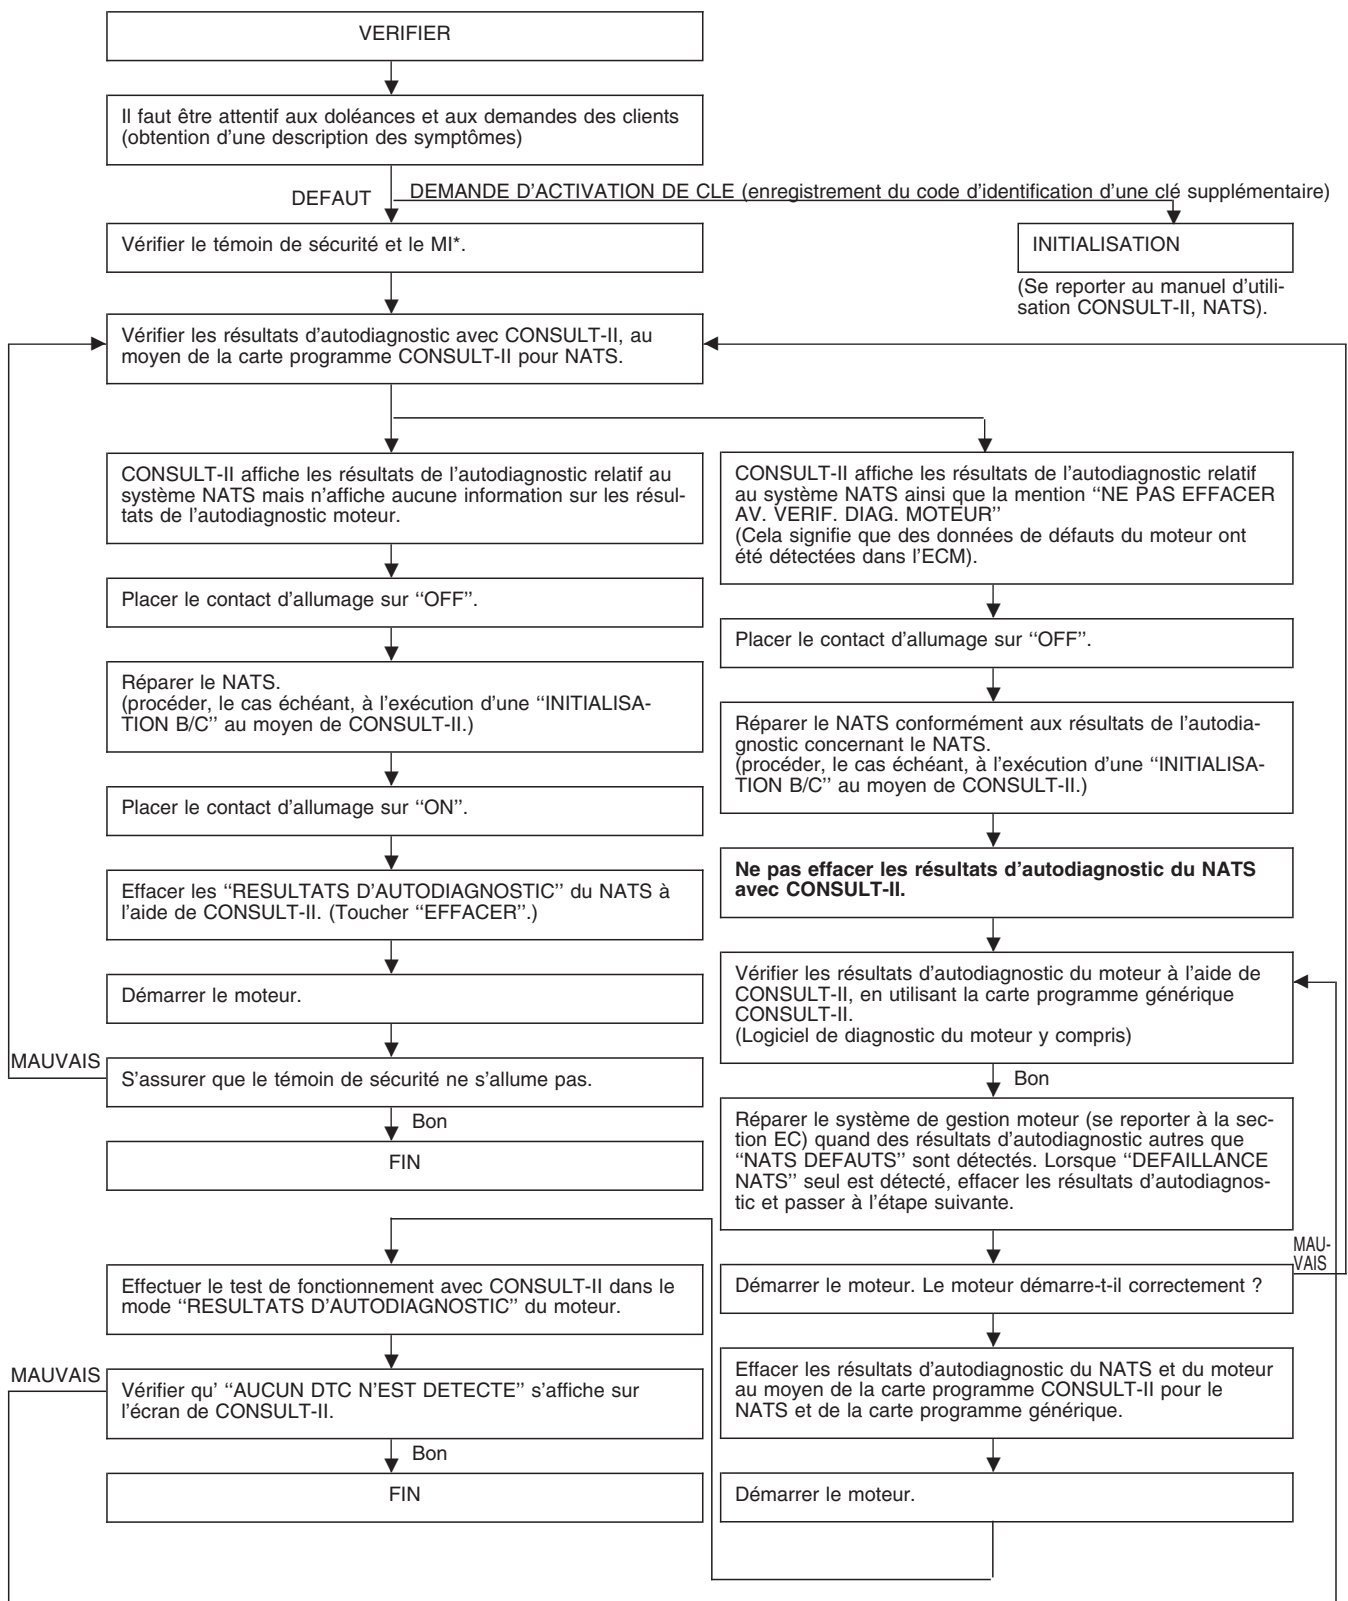 VERIFIER
Il faut être attentif aux doléances et aux demandes des clients
(obtention d'une description des symptômes)
DEFAUT
DEMANDE D'ACTIVATION DE CLE (enregistrement du code d'identification d'une clé supplémentaire)
Vérifier le témoin de sécurité et le MI*.
INITIALISATION
(Se reporter au manuel d'utili-
sation CONSULT-II, NATS).
Vérifier les résultats d'autodiagnostic avec CONSULT-II, au
moyen de la carte programme CONSULT-II pour NATS.
CONSULT-II affiche les résultats de l'autodiagnostic relatif au
système NATS mais n'affiche aucune information sur les résul-
tats de l'autodiagnostic moteur.
Placer le contact d'allumage sur ‘‘OFF’’.
Réparer le NATS.
(procéder, le cas échéant, à l'exécution d'une ‘‘INITIALISA-
TION B/C’’ au moyen de CONSULT-II.)
Placer le contact d'allumage sur ‘‘ON’’.
Effacer les ‘‘RESULTATS D'AUTODIAGNOSTIC’’ du NATS à
l'aide de CONSULT-II. (Toucher ‘‘EFFACER’’.)
Démarrer le moteur.
MAUVAIS
S'assurer que le témoin de sécurité ne s'allume pas.
Bon
FIN
CONSULT-II affiche les résultats de l'autodiagnostic relatif
au système NATS ainsi que la mention ‘‘NE PAS EFFACER
AV. VERIF. DIAG. MOTEUR’’
(Cela signifie que des données de défauts du moteur ont
été détectées dans l'ECM).
Placer le contact d'allumage sur ‘‘OFF’’.
Réparer le NATS conformément aux résultats de l'autodia-
gnostic concernant le NATS.
(procéder, le cas échéant, à l'exécution d'une ‘‘INITIALISA-
TION B/C’’ au moyen de CONSULT-II.)
Ne pas effacer les résultats d'autodiagnostic du NATS
avec CONSULT-II.
Vérifier les résultats d'autodiagnostic du moteur à l'aide de
CONSULT-II, en utilisant la carte programme générique
CONSULT-II.
(Logiciel de diagnostic du moteur y compris)
Bon
Réparer le système de gestion moteur (se reporter à la sec-
tion EC) quand des résultats d'autodiagnostic autres que
‘‘NATS DEFAUTS’’ sont détectés. Lorsque ‘‘DEFAILLANCE
NATS’’ seul est détecté, effacer les résultats d'autodiagnos-
tic et passer à l'étape suivante.
MAU-
VAIS
Démarrer le moteur. Le moteur démarre-t-il correctement ?
Effacer les résultats d'autodiagnostic du NATS et du moteur
au moyen de la carte programme CONSULT-II pour le
NATS et de la carte programme générique.
Démarrer le moteur.
Effectuer le test de fonctionnement avec CONSULT-II dans le
mode ‘‘RESULTATS D'AUTODIAGNOSTIC’’ du moteur.
MAUVAIS
Vérifier qu' ‘‘AUCUN DTC N'EST DETECTE’’ s'affiche sur
l'écran de CONSULT-II.
Bon
FIN